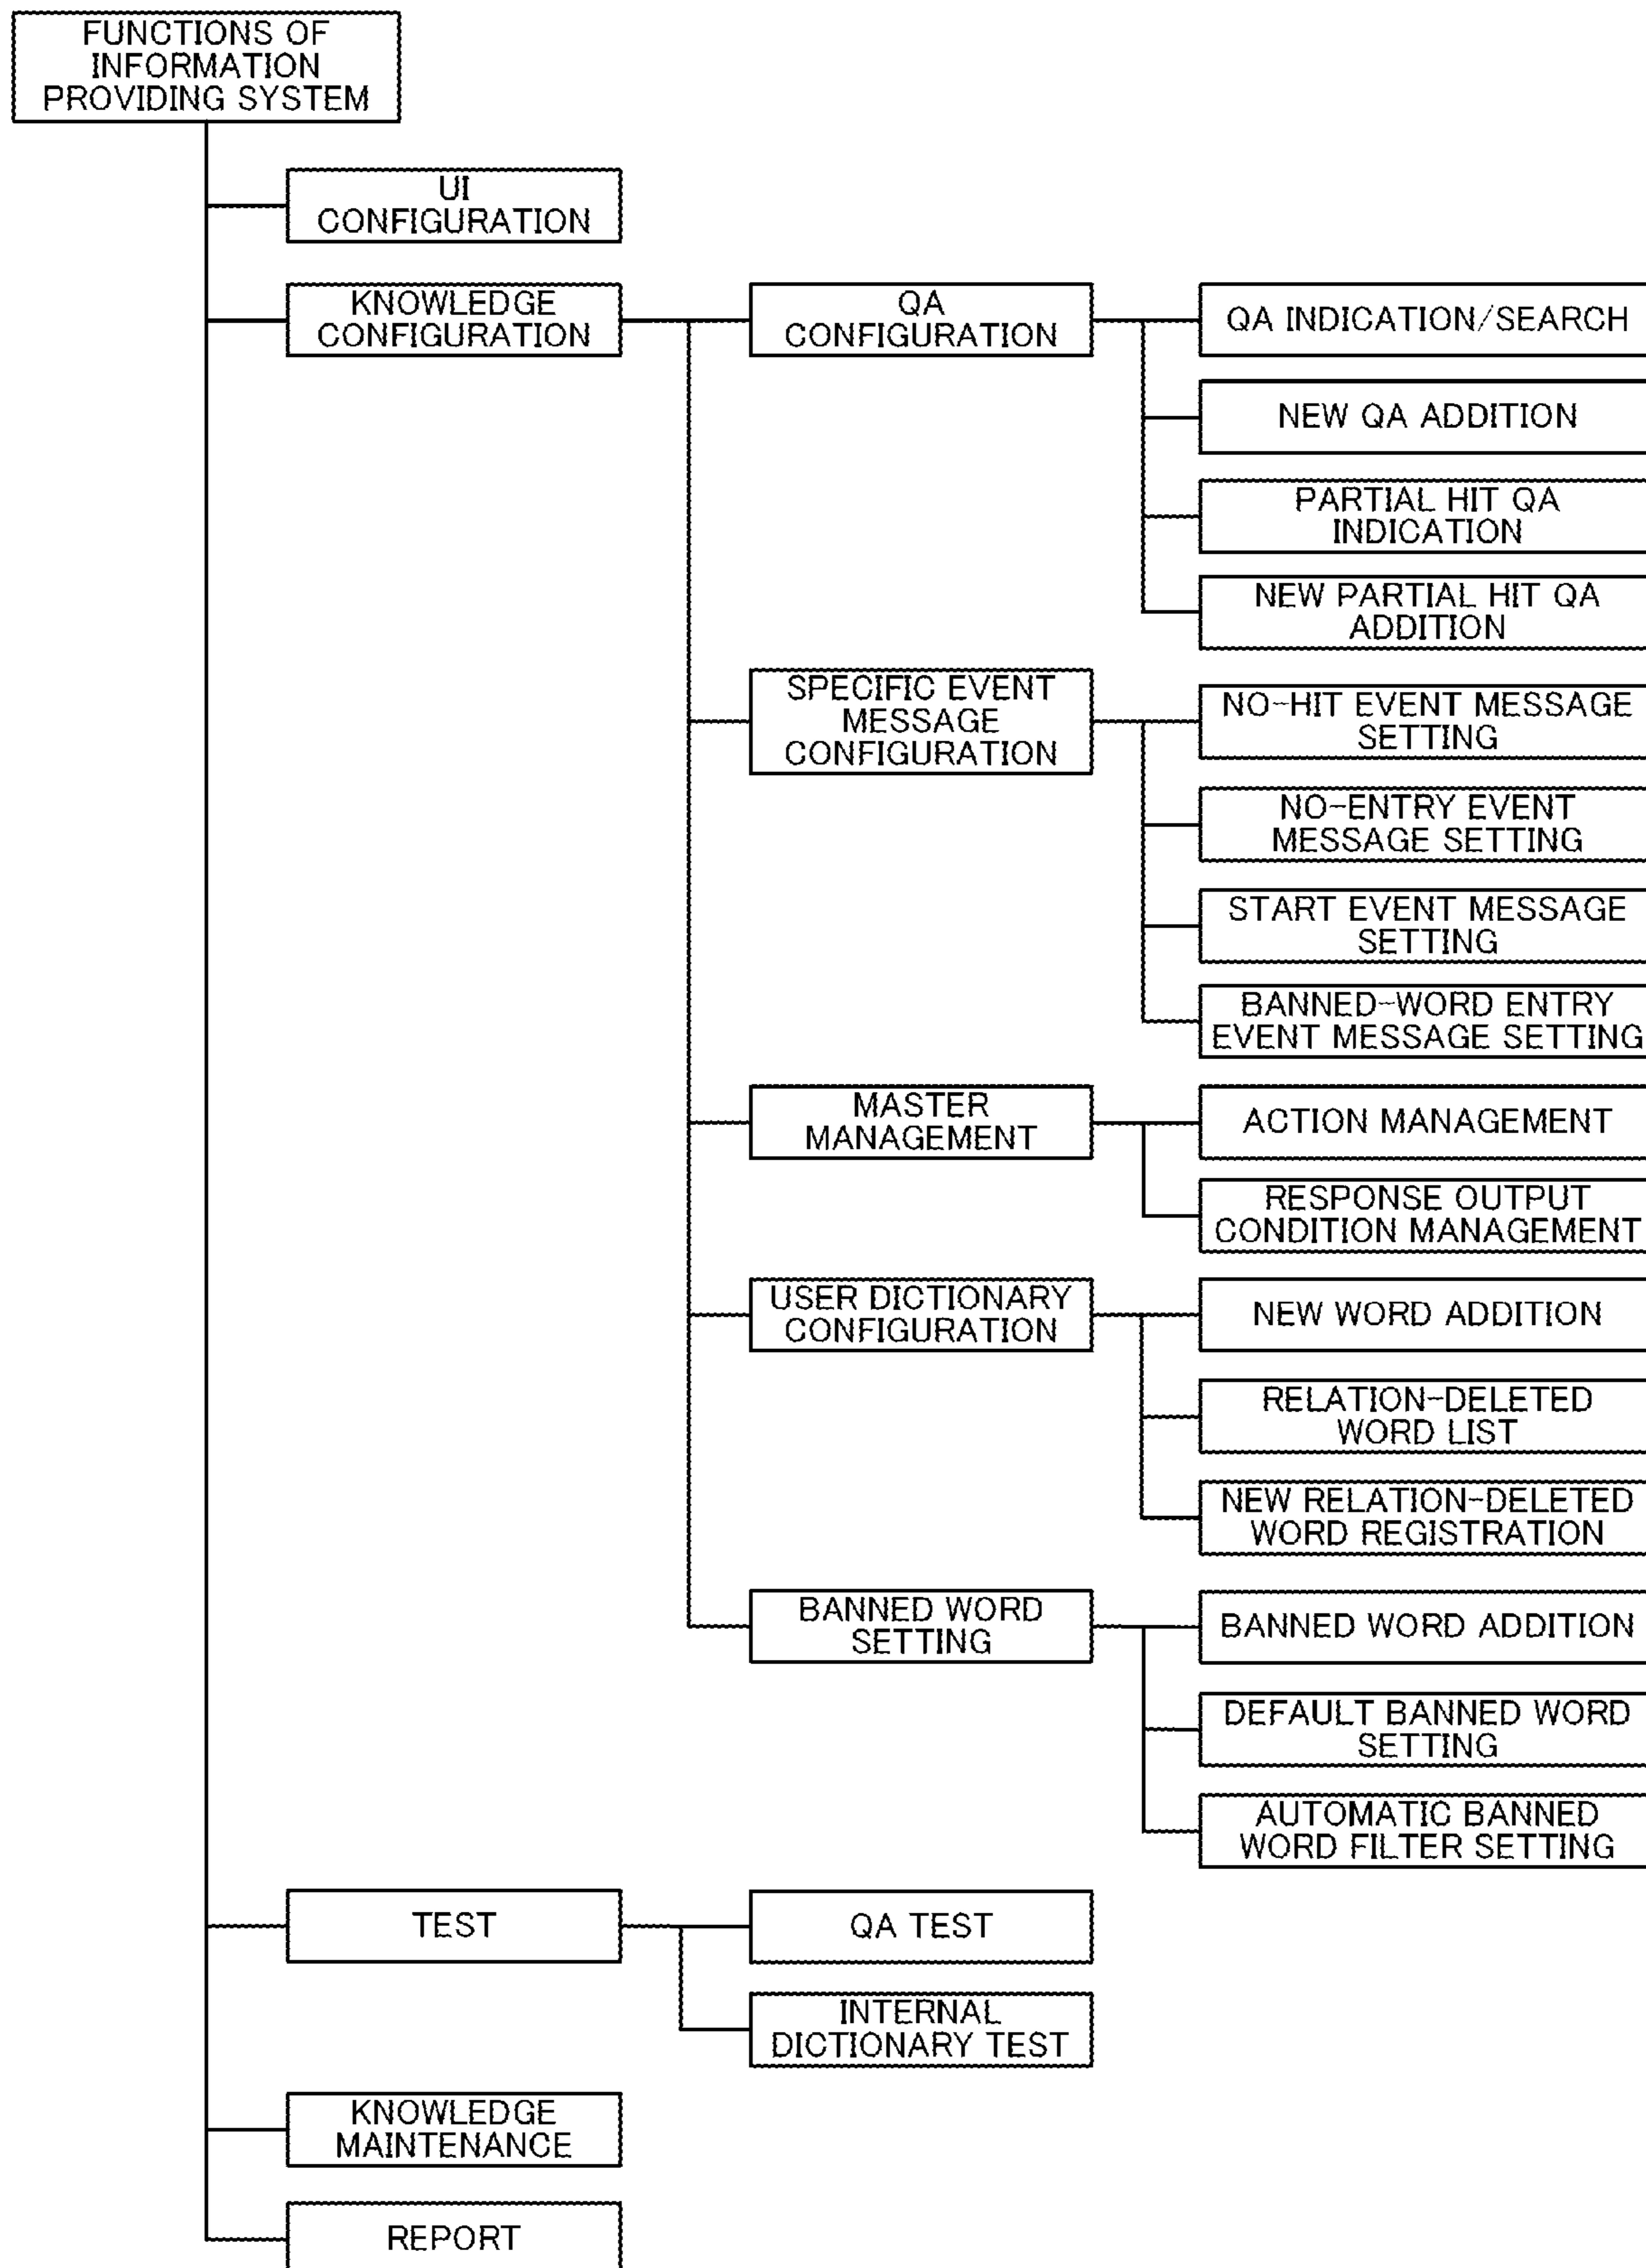 FUNCTIONS OF
INFORMATION
PROVIDING SYSTEM
UI
CONFIGURATION
KNOWLEDGE
CONFIGURATION
QA
CONFIGURATION
QA INDICATION/SEARCH
NEW QA ADDITION
PARTIAL HIT QA
INDICATION
NEW PARTIAL HIT QA
ADDITION
SPECIFIC EVENT
MESSAGE
CONFIGURATION
NO-HIT EVENT MESSAGE
SETTING
NO-ENTRY EVENT
MESSAGE SETTING
START EVENT MESSAGE
SETTING
BANNED-WORD ENTRY
EVENT MESSAGE SETTING
MASTER
MANAGEMENT
ACTION MANAGEMENT
RESPONSE OUTPUT
CONDITION MANAGEMENT
USER DICTIONARY
CONFIGURATION
NEW WORD ADDITION
RELATION-DELETED
WORD LIST
NEW RELATION-DELETED
WORD REGISTRATION
BANNED WORD
SETTING
BANNED WORD ADDITION
DEFAULT BANNED WORD
SETTING
AUTOMATIC BANNED
WORD FILTER SETTING
TEST
QA TEST
INTERNAL
DICTIONARY TEST
KNOWLEDGE
MAINTENANCE
REPORT